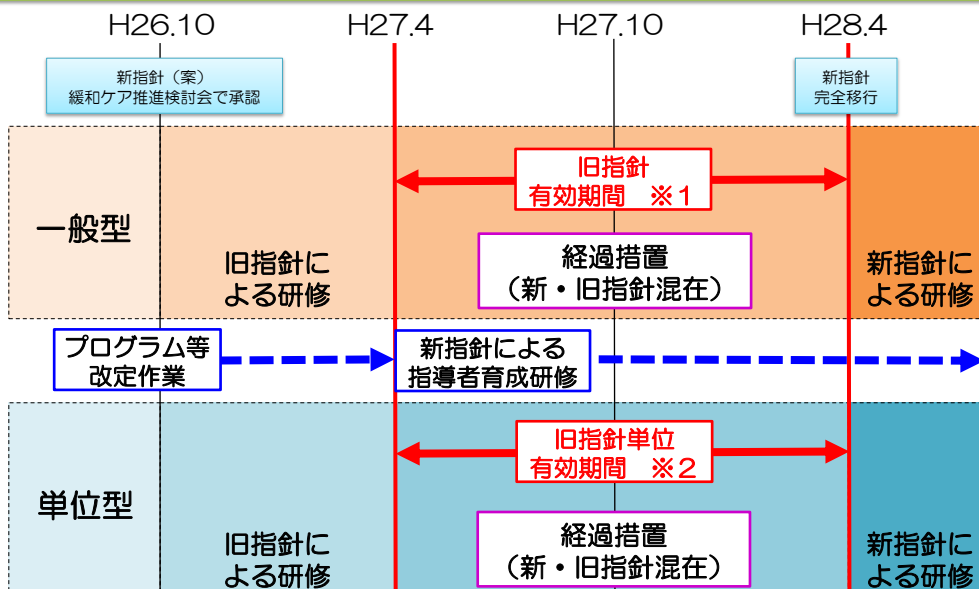 H26.10
H27.4
H27.10
H28.4
新指針（案）
緩和ケア推進検討会で承認
新指針
完全移行
旧指針
有効期間　※１
一般型
経過措置
（新・旧指針混在）
旧指針に
よる研修
新指針に
よる研修
プログラム等
改定作業
新指針による
指導者育成研修
旧指針単位
有効期間　※２
単位型
経過措置
（新・旧指針混在）
旧指針に
よる研修
新指針に
よる研修